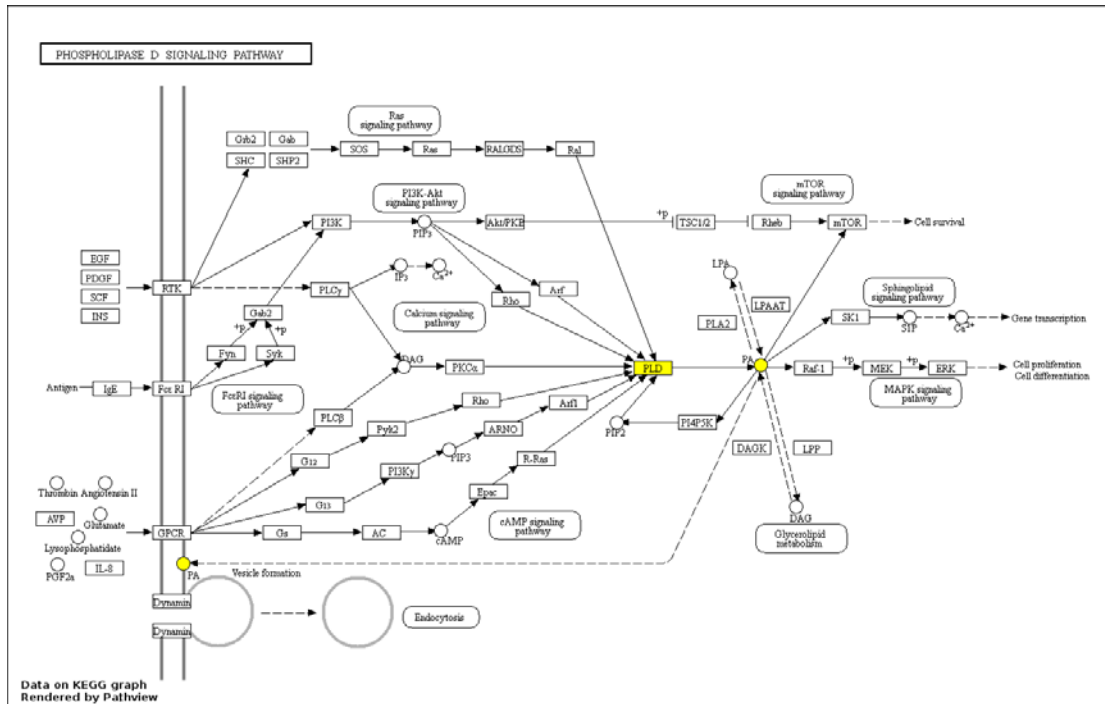 PHOSPHOLIPASE D SIGNALING PATHWAY
Ras
signaling pathway
Grb2
Gab
SHC
SHP2
SOS
Ras
RALGDS
Ral
PI3K-Akt
signaling pathway
mTOR
signaling pathway
PI3K
PIP3
Akt/PKB
+p
TSC1/2
Rheb
mTOR
Cell survival
EGF
PDGF
SCF
INS
RTK
PLCγ
IP3
Ca2+
Rho
Arf
Calcium signaling
pathway
LPA
LPAAT
PLA2
Sphingolipid
signaling pathway
SK1
S1P
Ca2+
Gene transcription
Gab2
+p
+p
Fyn
Syk
DAG
PKCα
PLD
PA
Raf-1
+p
MEK
+p
ERK
Cell proliferation
Cell differentiation
MAPK signaling
pathway
Antigen
IgE
Fcε RI
FcεRI signaling
pathway
PLCβ
Pyk2
Rho
ARNO
Arf1
PIP2
PI4P5K
DAGK
LPP
G12
PI3Kγ
PIP3
R-Ras
Epac
G13
Thrombin
Angiotensin II
AVP
Glutamate
Lysophosphatidate
PGF2a
IL-8
GPCR
Gs
AC
cAMP
cAMP signaling
pathway
DAG
Glycerolipid
metabolism
PA
Vesicle formation
Dynamin
Dynamin
Endocytosis
Data on KEGG graph
Rendered by Pathview